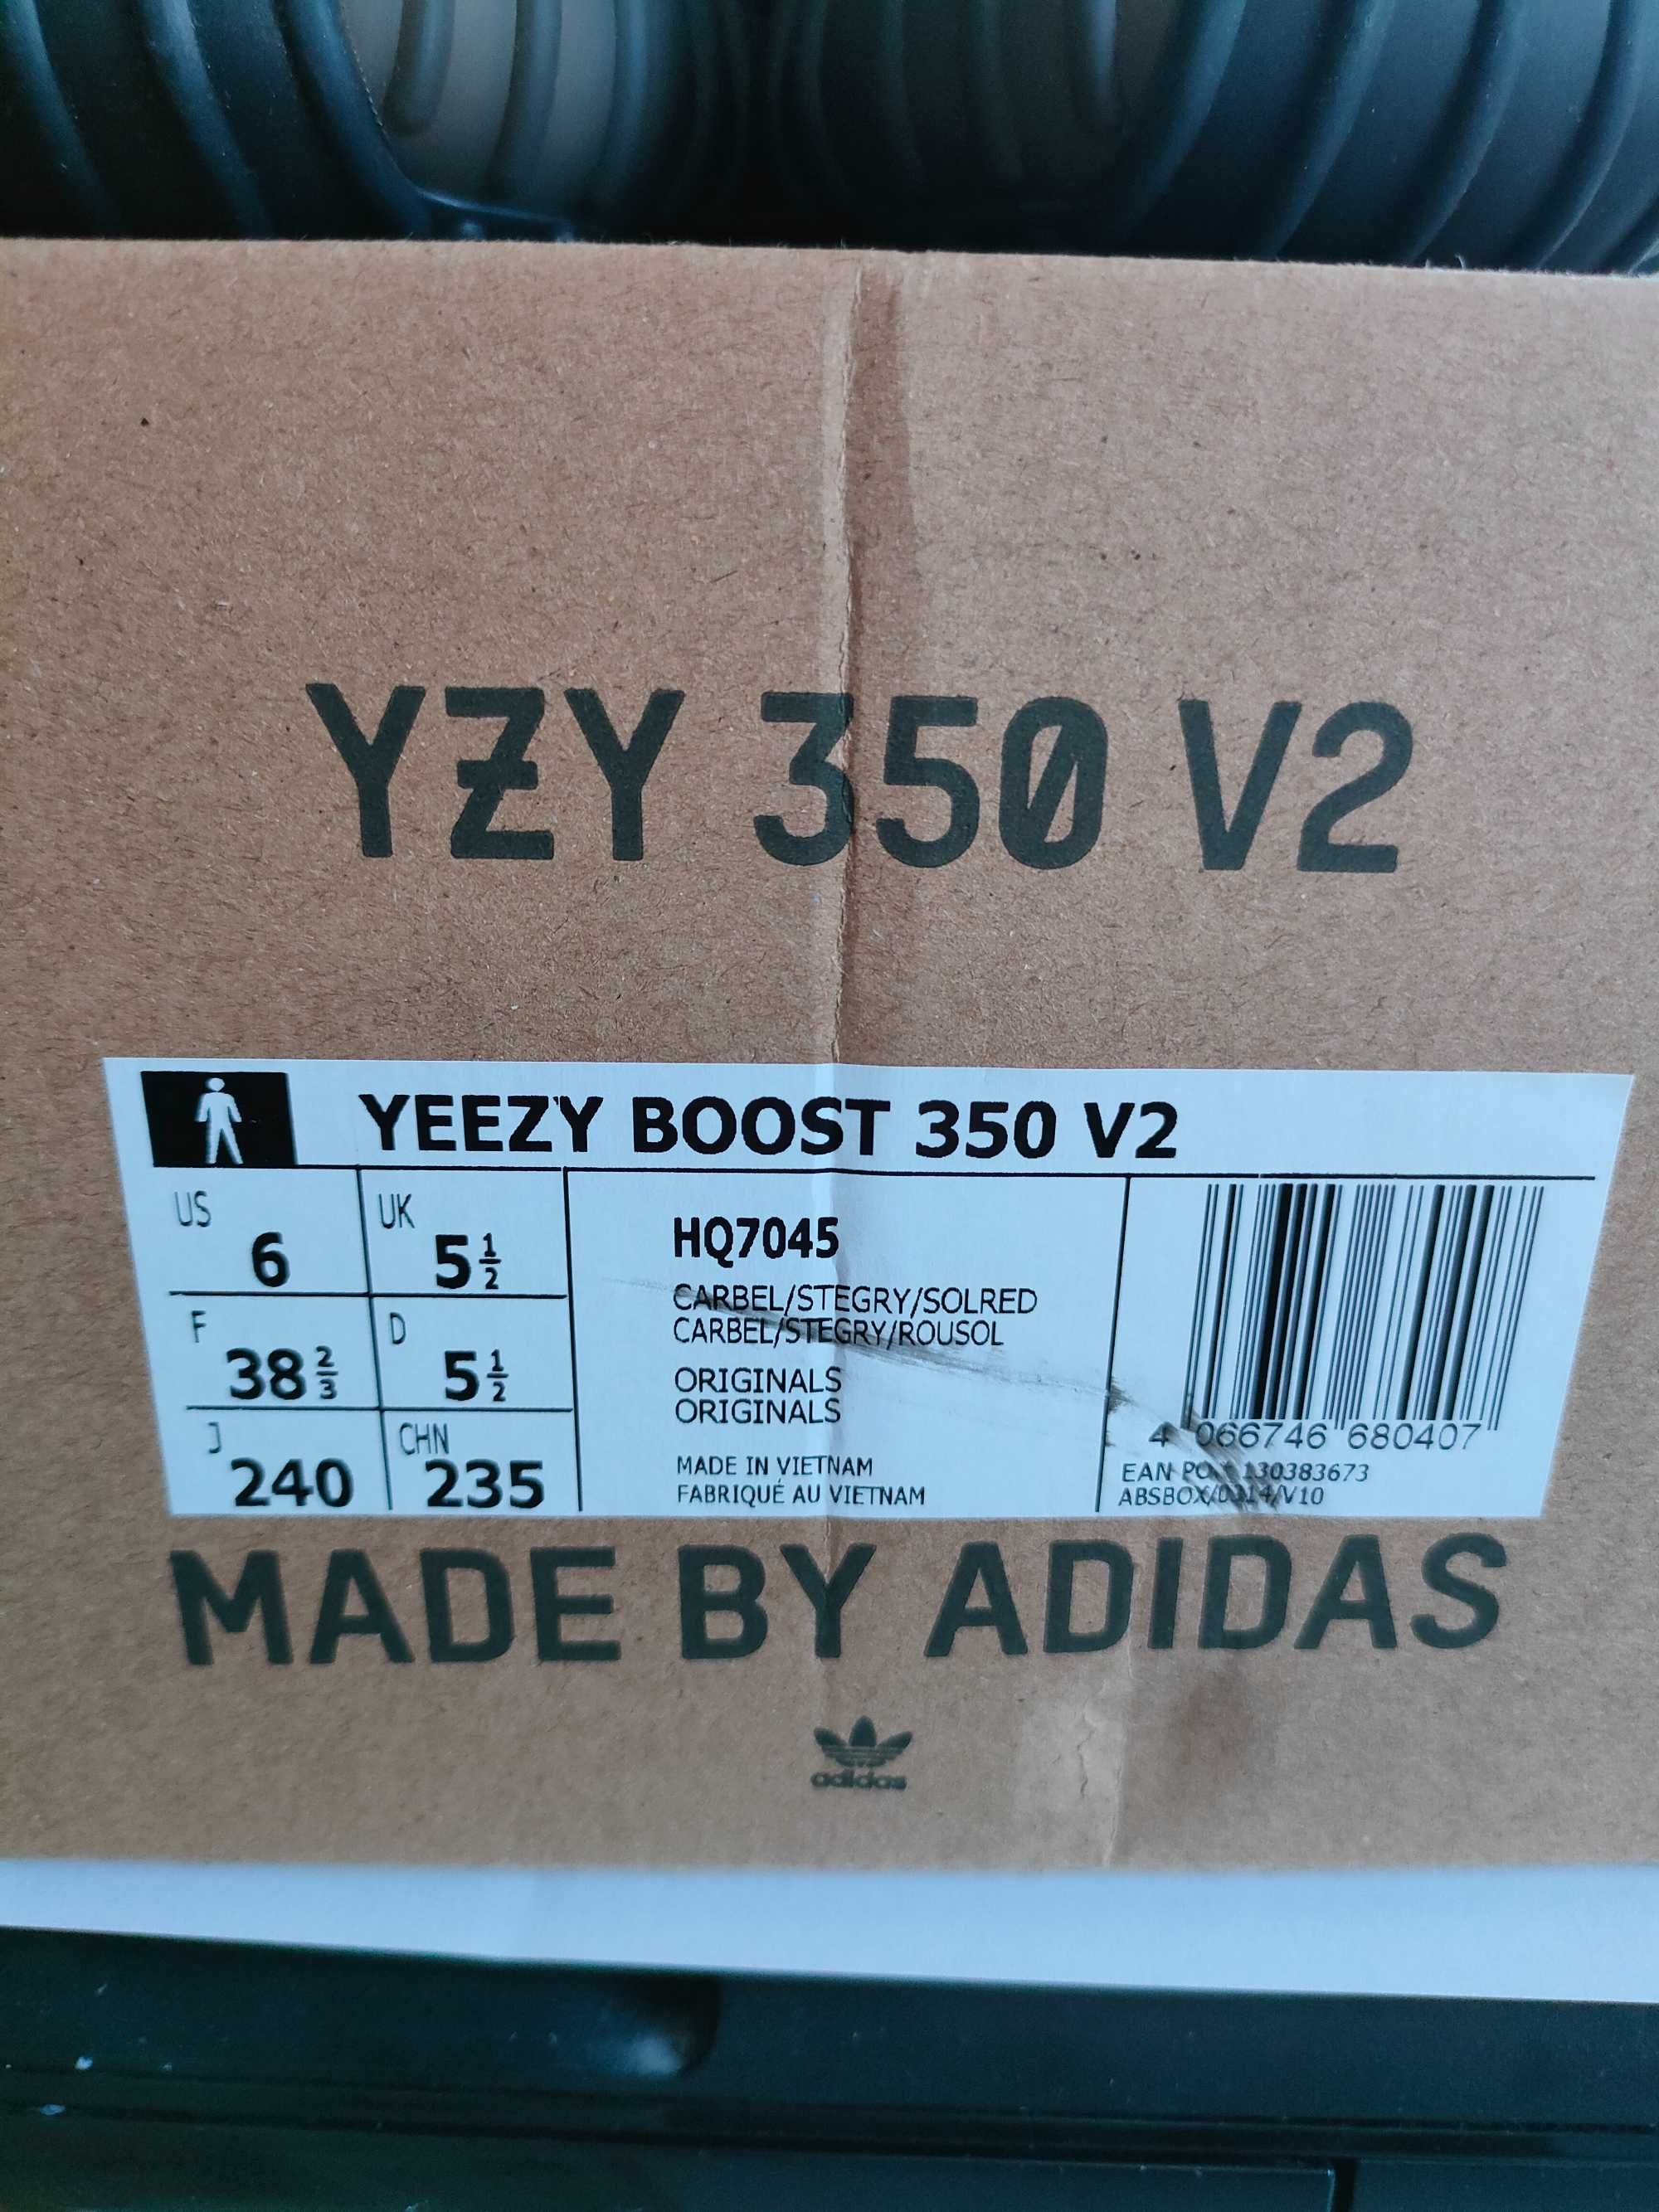 YZY 350 V2
YEEZY BOOST 350 V2
US 6 UK 5 1/2
F 38 2/3 D 5 1/2
J 240 CHN 235
HQ7045
CARBEL/STEGRY/SOLRED
CARBEL/STEGRY/ROUSOL
ORIGINALS
ORIGINALS
MADE IN VIETNAM
FABRIQUÉ AU VIETNAM
4 066746 680407
EAN 130383673
MADE BY ADIDAS
adidas